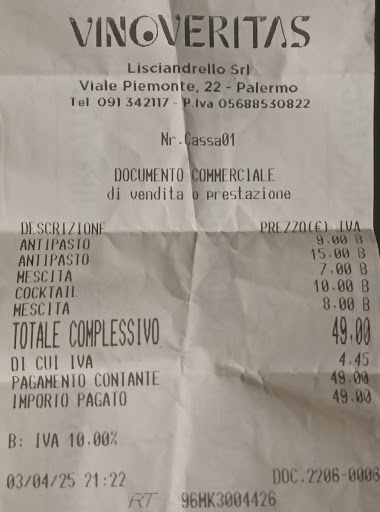 VINOVERITAS
Lisciandrello Srl
Viale Piemonte, 22 - Palermo
Tel. 091 342117 - P.Iva 05688530822
Nr.Cassa01
DOCUMENTO COMMERCIALE
di vendita o prestazione
DESCRIZIONE PREZZO(€) IVA
ANTIPASTO 9.00 B
ANTIPASTO 15.00 B
MESCITA 7.00 B
COCKTAIL 10.00 B
MESCITA 8.00 B
TOTALE COMPLESSIVO 49.00
DI CUI IVA 4.45
PAGAMENTO CONTANTE 49.00
IMPORTO PAGATO 49.00
B: IVA 10.00%
03/04/25 21:22 DOC.2206-0006
RT 96MK3004426